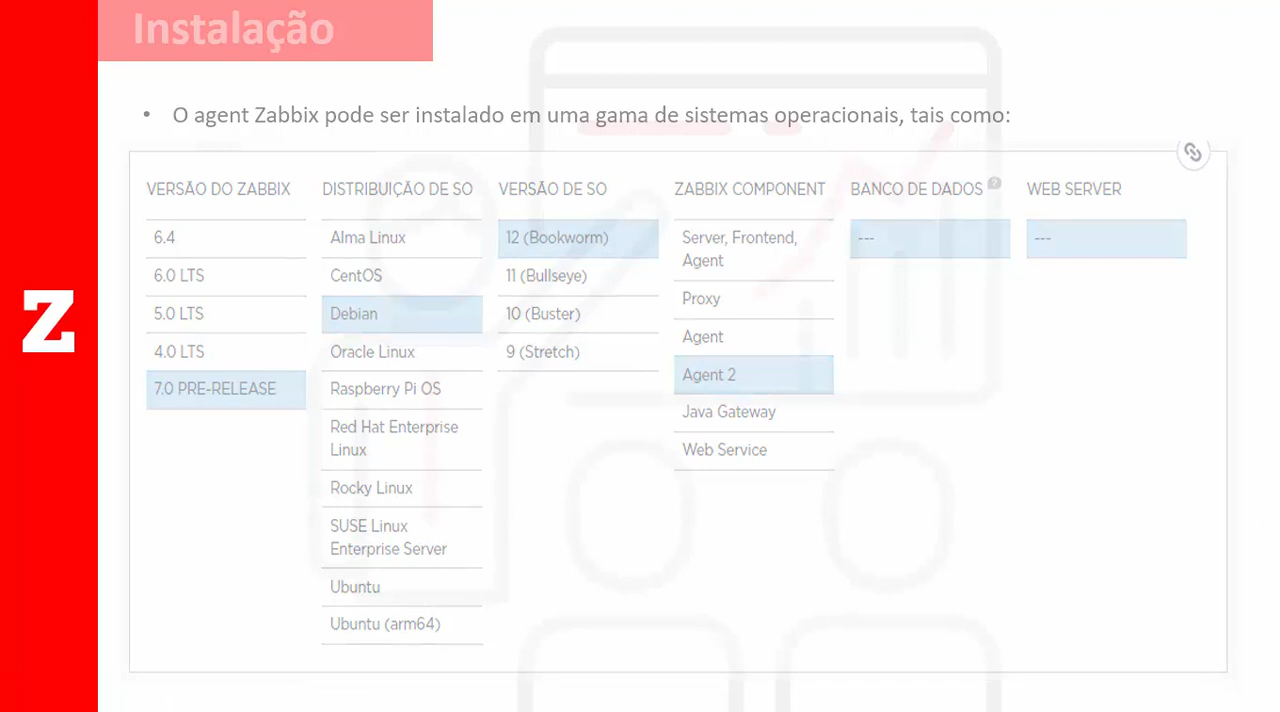 Instalação
• O agent Zabbix pode ser instalado em uma gama de sistemas operacionais, tais como:
VERSÃO DO ZABBIX
6.4
6.0 LTS
5.0 LTS
4.0 LTS
7.0 PRE-RELEASE
DISTRIBUIÇÃO DE SO
Alma Linux
CentOS
Debian
Oracle Linux
Raspberry Pi OS
Red Hat Enterprise
Linux
Rocky Linux
SUSE Linux
Enterprise Server
Ubuntu
Ubuntu (arm64)
VERSÃO DE SO
12 (Bookworm)
11 (Bullseye)
10 (Buster)
9 (Stretch)
ZABBIX COMPONENT
Server, Frontend,
Agent
Proxy
Agent
Agent 2
Java Gateway
Web Service
BANCO DE DADOS ?
---
WEB SERVER
---
Z